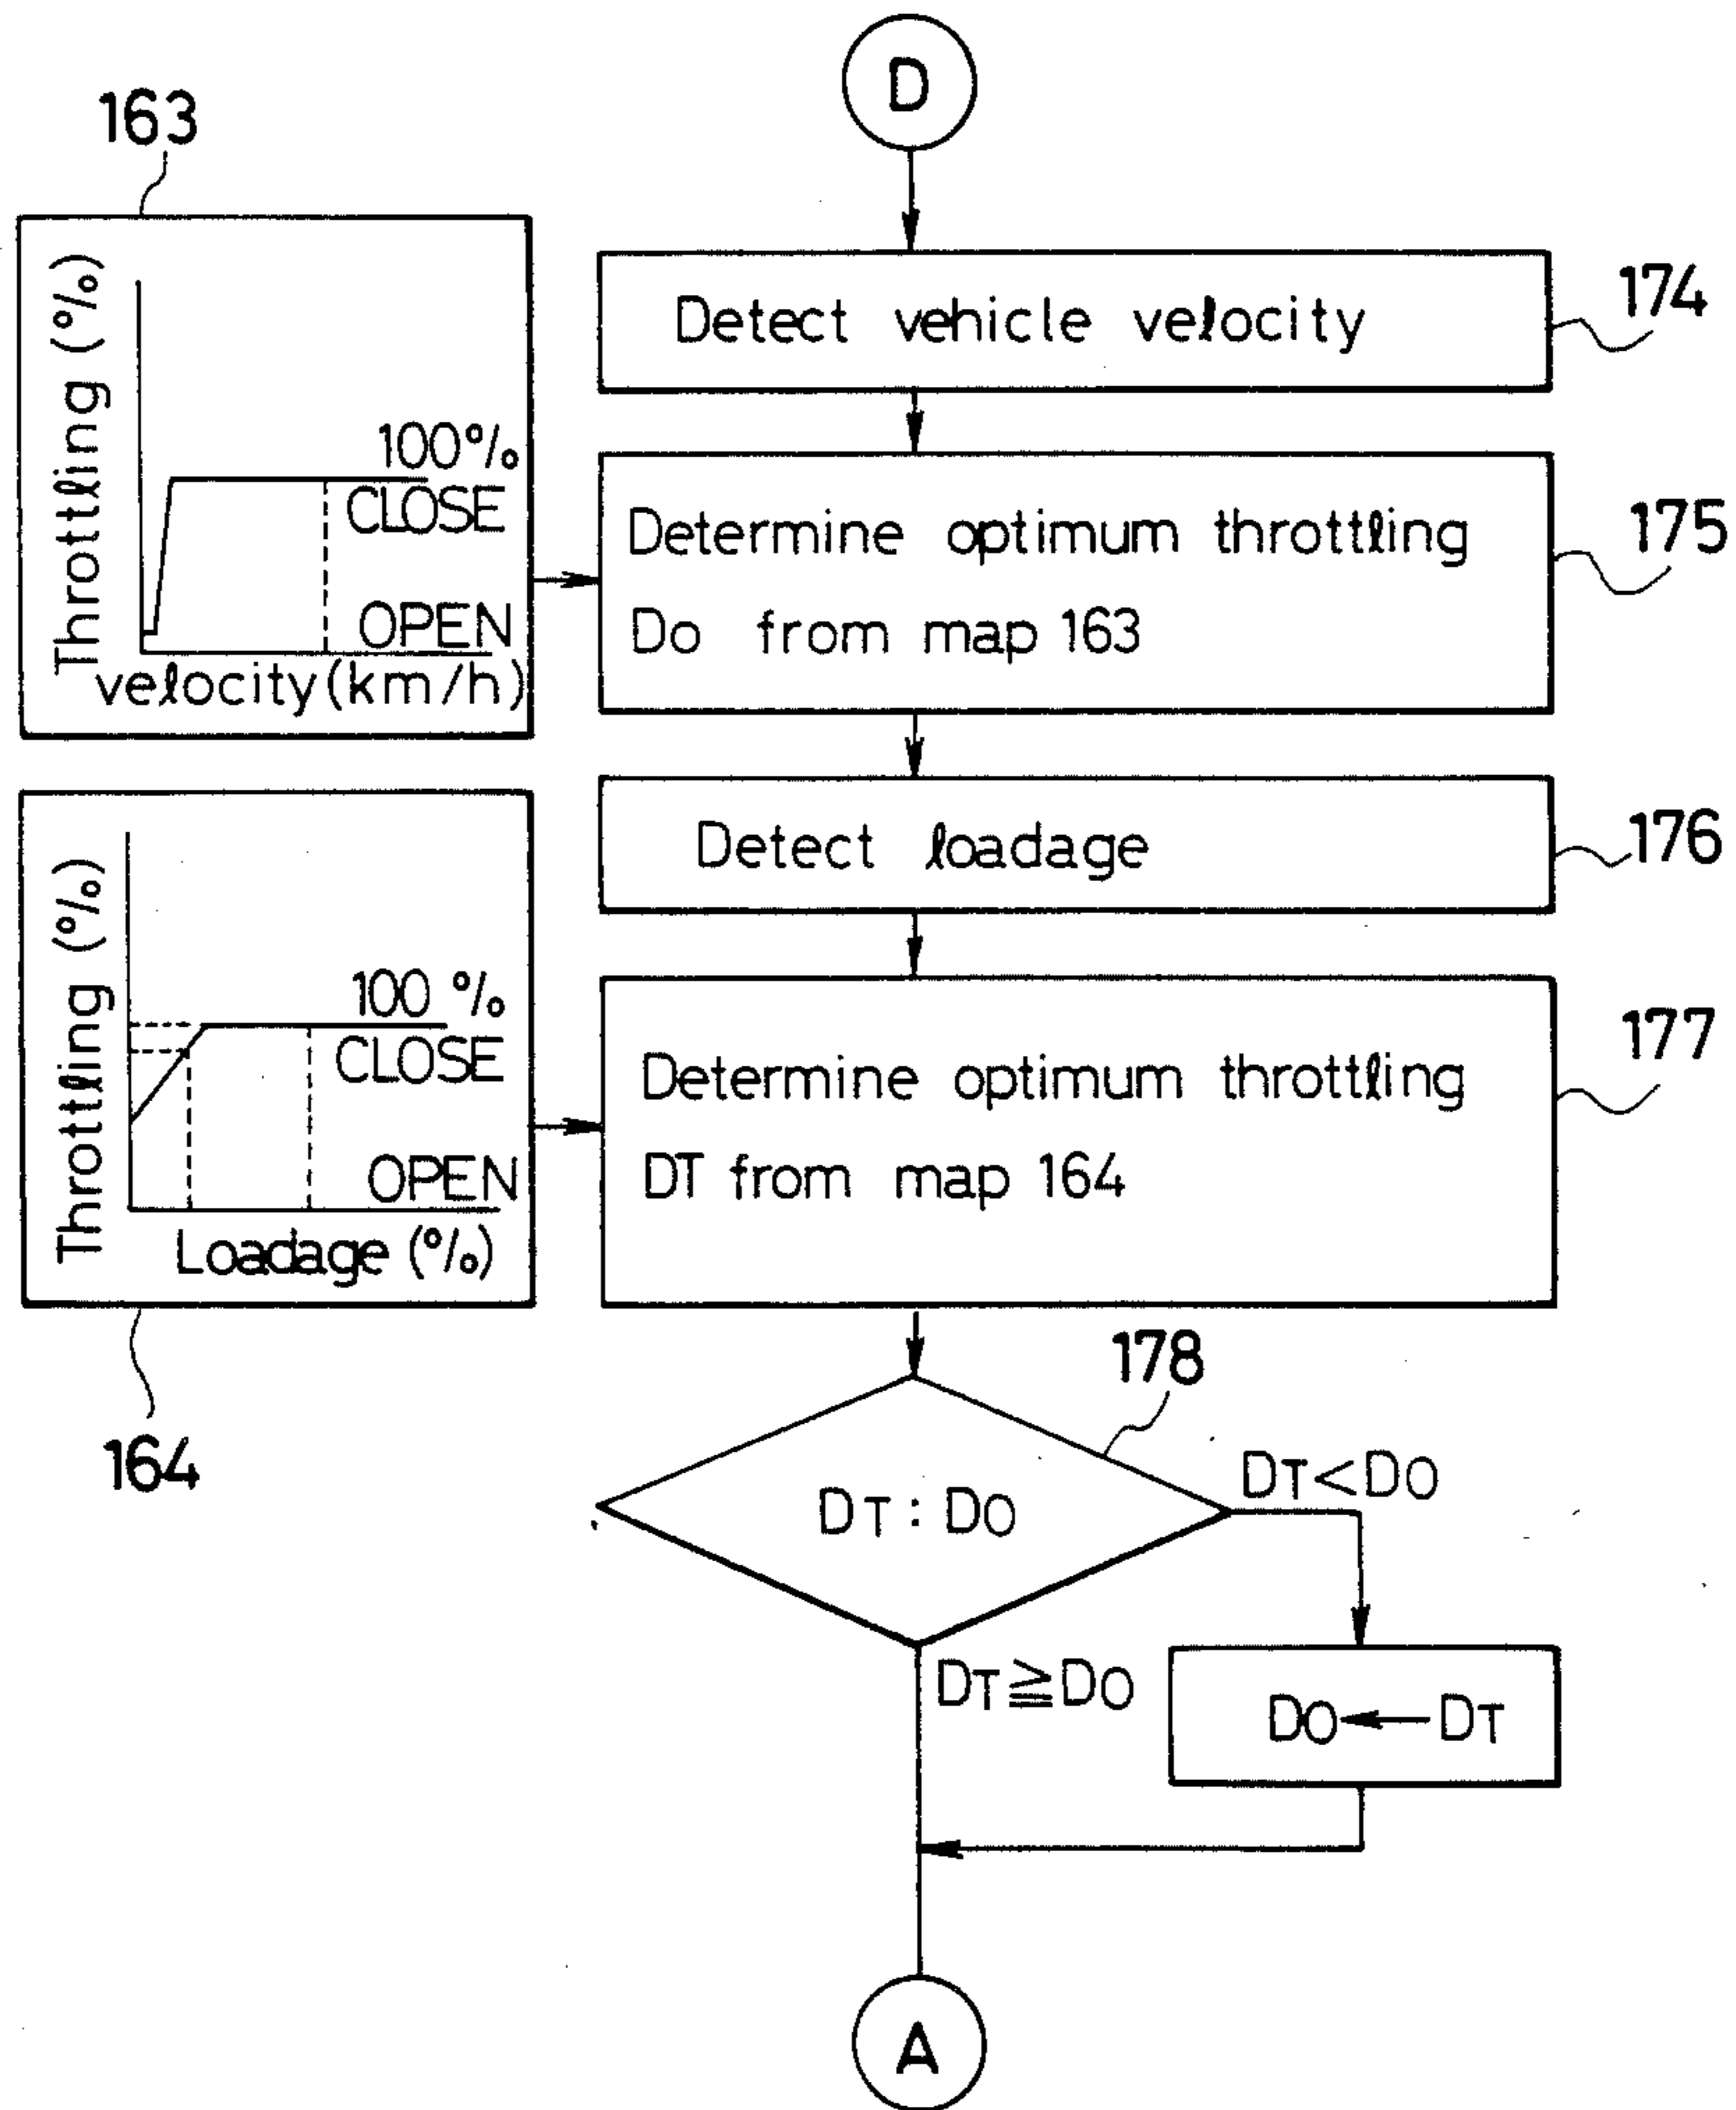 D
163
Throttling (%)
100%
CLOSE
OPEN
velocity (km/h)
Detect vehicle velocity
174
Determine optimum throttling
Do from map 163
175
Detect loadage
176
Throttling (%)
100 %
CLOSE
OPEN
Loadage (%)
164
Determine optimum throttling
DT from map 164
177
178
DT : DO
DT<DO
DT≧DO
DO ← DT
A